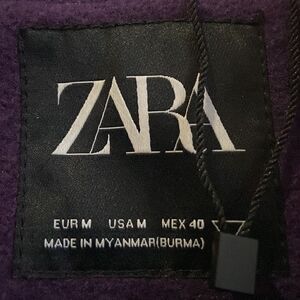 ZARA
EUR M USA M MEX 40
MADE IN MYANMAR(BURMA)